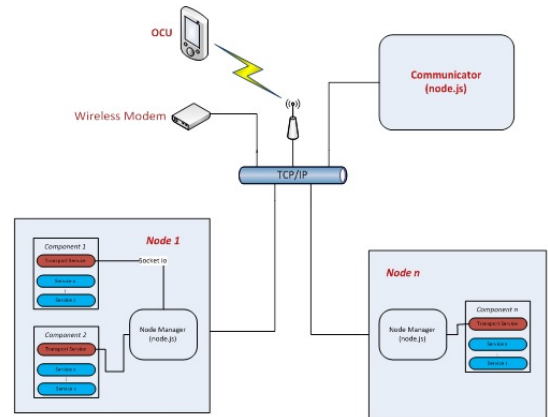 OCU
Communicator
(node.js)
Wireless Modem
TCP/IP
Node 1
Component 1
Transport Service
Socket io
Node Manager
(node.js)
Component 2
Transport Service
Node n
Component n
Transport Service
Node Manager
(node.js)